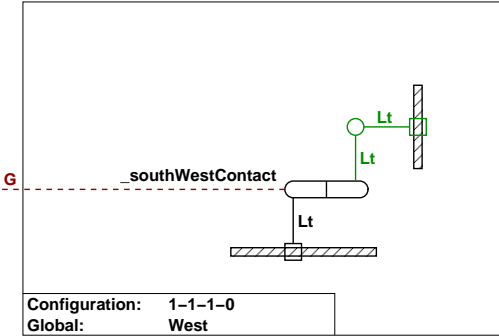 Lt
Lt
_southWestContact
G
Lt
Configuration: 1–1–1–0
Global: West